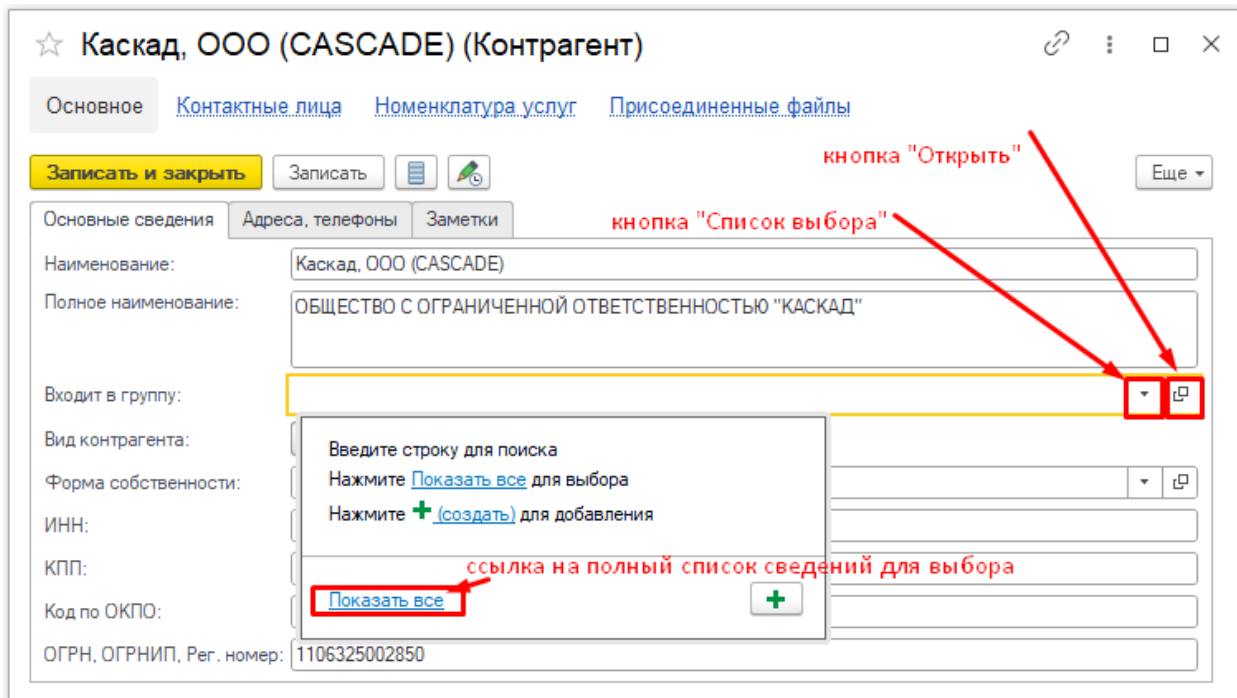 Каскад, ООО (CASCADE) (Контрагент)
Основное Контактные лица Номенклатура услуг Присоединенные файлы
кнопка "Открыть"
Записать и закрыть Записать Еще
Основные сведения Адреса, телефоны Заметки
кнопка "Список выбора"
Наименование: Каскад, ООО (CASCADE)
Полное наименование: ОБЩЕСТВО С ОГРАНИЧЕННОЙ ОТВЕТСТВЕННОСТЬЮ "КАСКАД"
Входит в группу:
Вид контрагента:
Введите строку для поиска
Нажмите Показать все для выбора
Форма собственности:
Нажмите (создать) для добавления
ИНН:
КПП:
ссылка на полный список сведений для выбора
Показать все
Код по ОКПО:
ОГРН, ОГРНИП, Рег. номер: 1106325002850